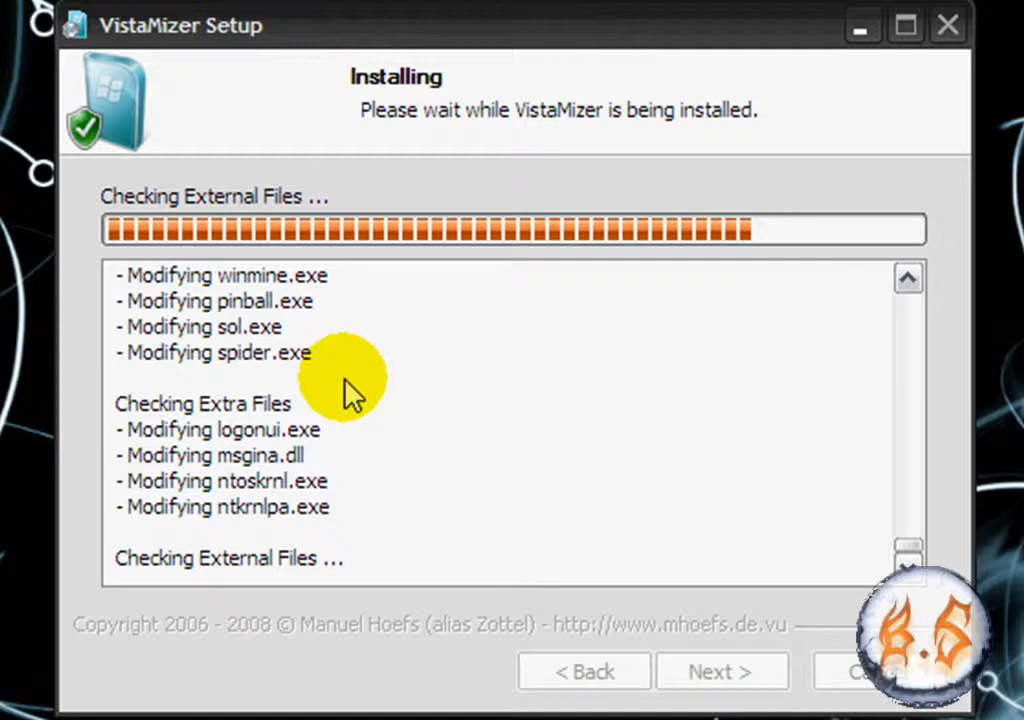 VistaMizer Setup
Installing
Please wait while VistaMizer is being installed.
Checking External Files ...
- Modifying winmine.exe
- Modifying pinball.exe
- Modifying sol.exe
- Modifying spider.exe
Checking Extra Files
- Modifying logonui.exe
- Modifying msgina.dll
- Modifying ntoskrnl.exe
- Modifying ntkrnlpa.exe
Checking External Files ...
Copyright 2006 - 2008 © Manuel Hoefs (alias Zottel) - http://www.mhoefs.de.vu
< Back
Next >
B.S